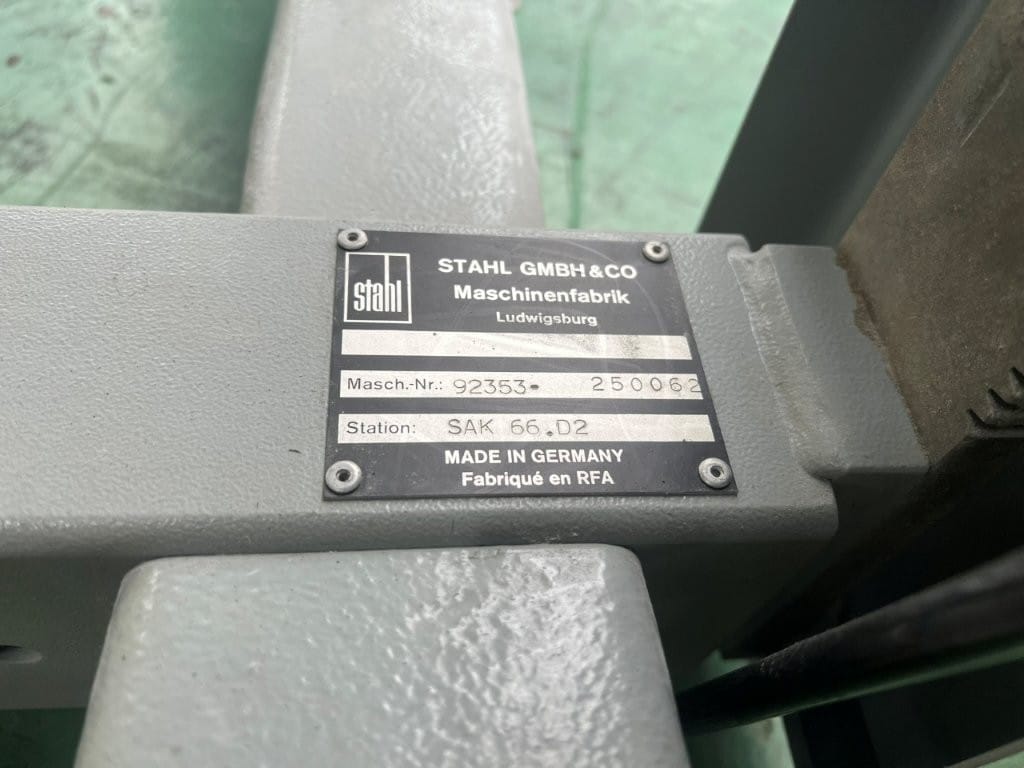 stahl
STAHL GMBH & CO
Maschinenfabrik
Ludwigsburg
Masch.-Nr.: 92353- 250062
Station: SAK 66.D2
MADE IN GERMANY
Fabriqué en RFA